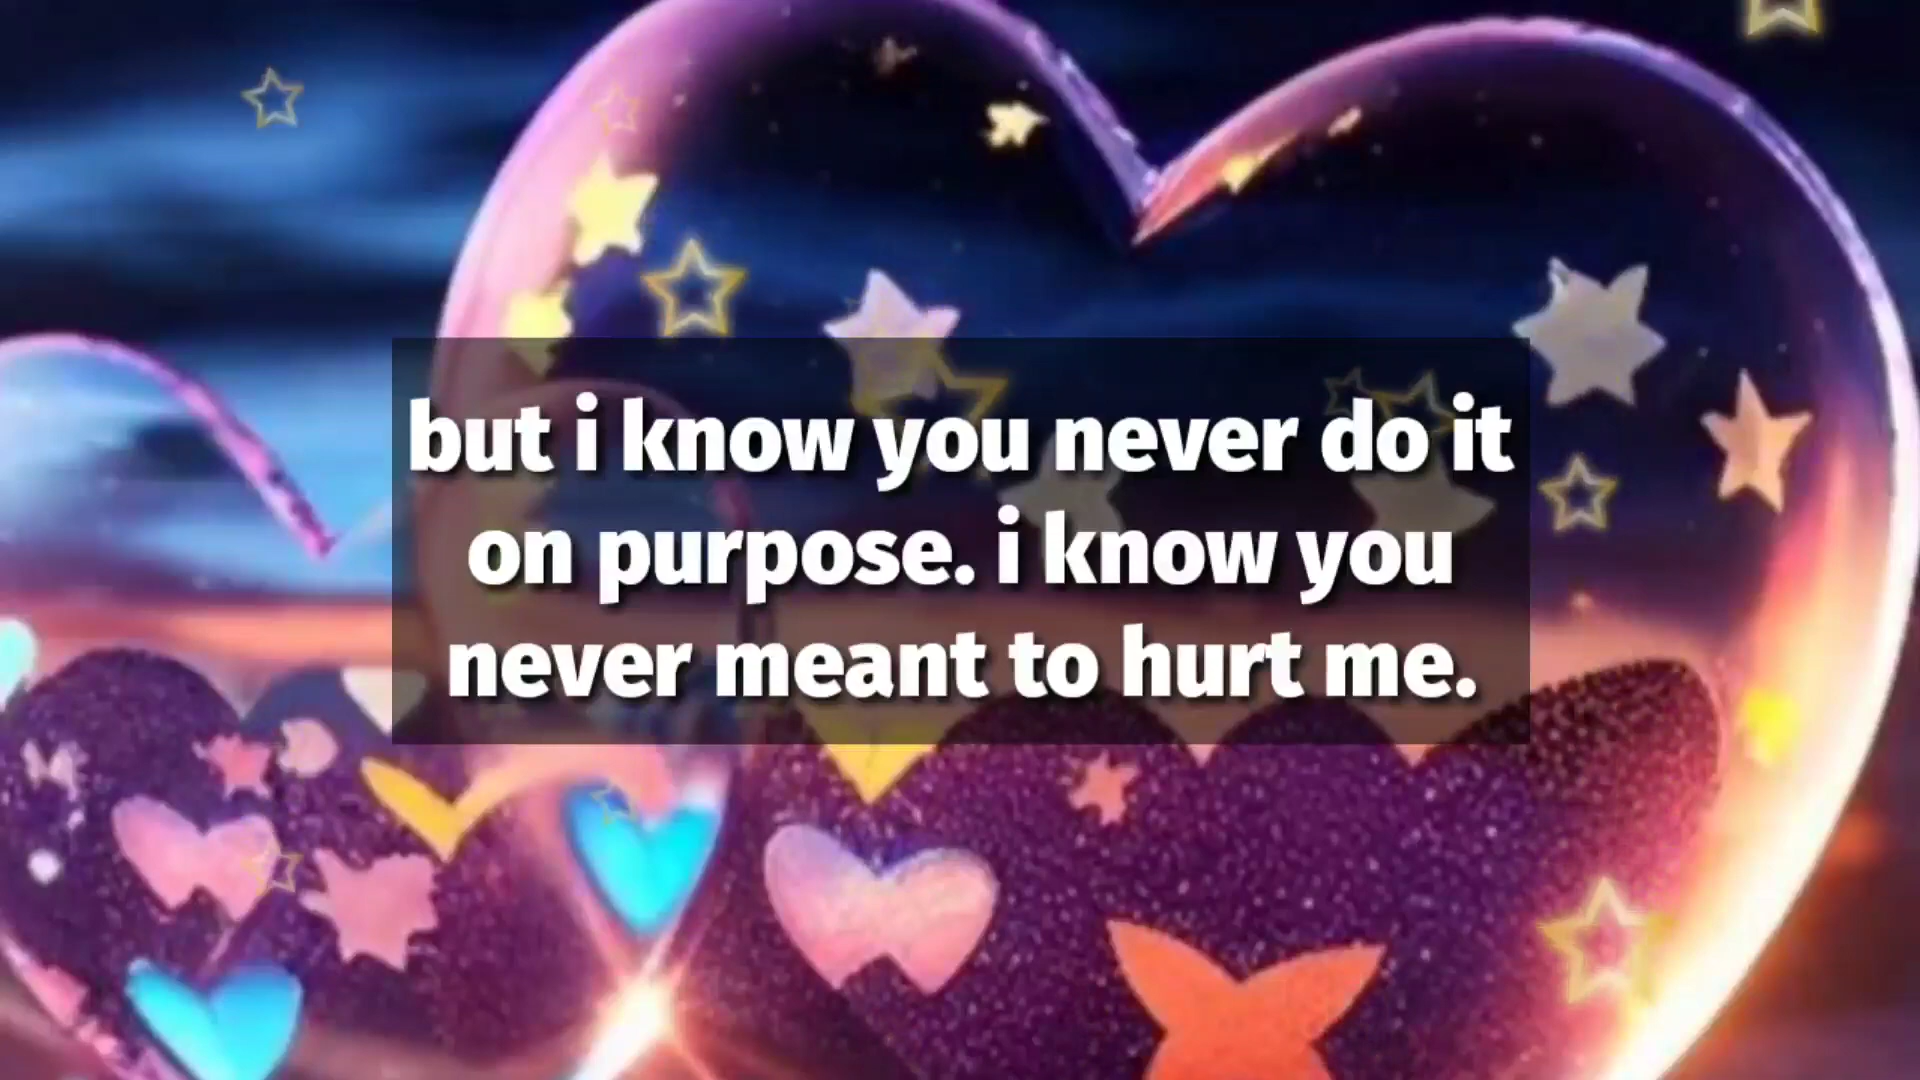 but i know you never do it
on purpose. i know you
never meant to hurt me.